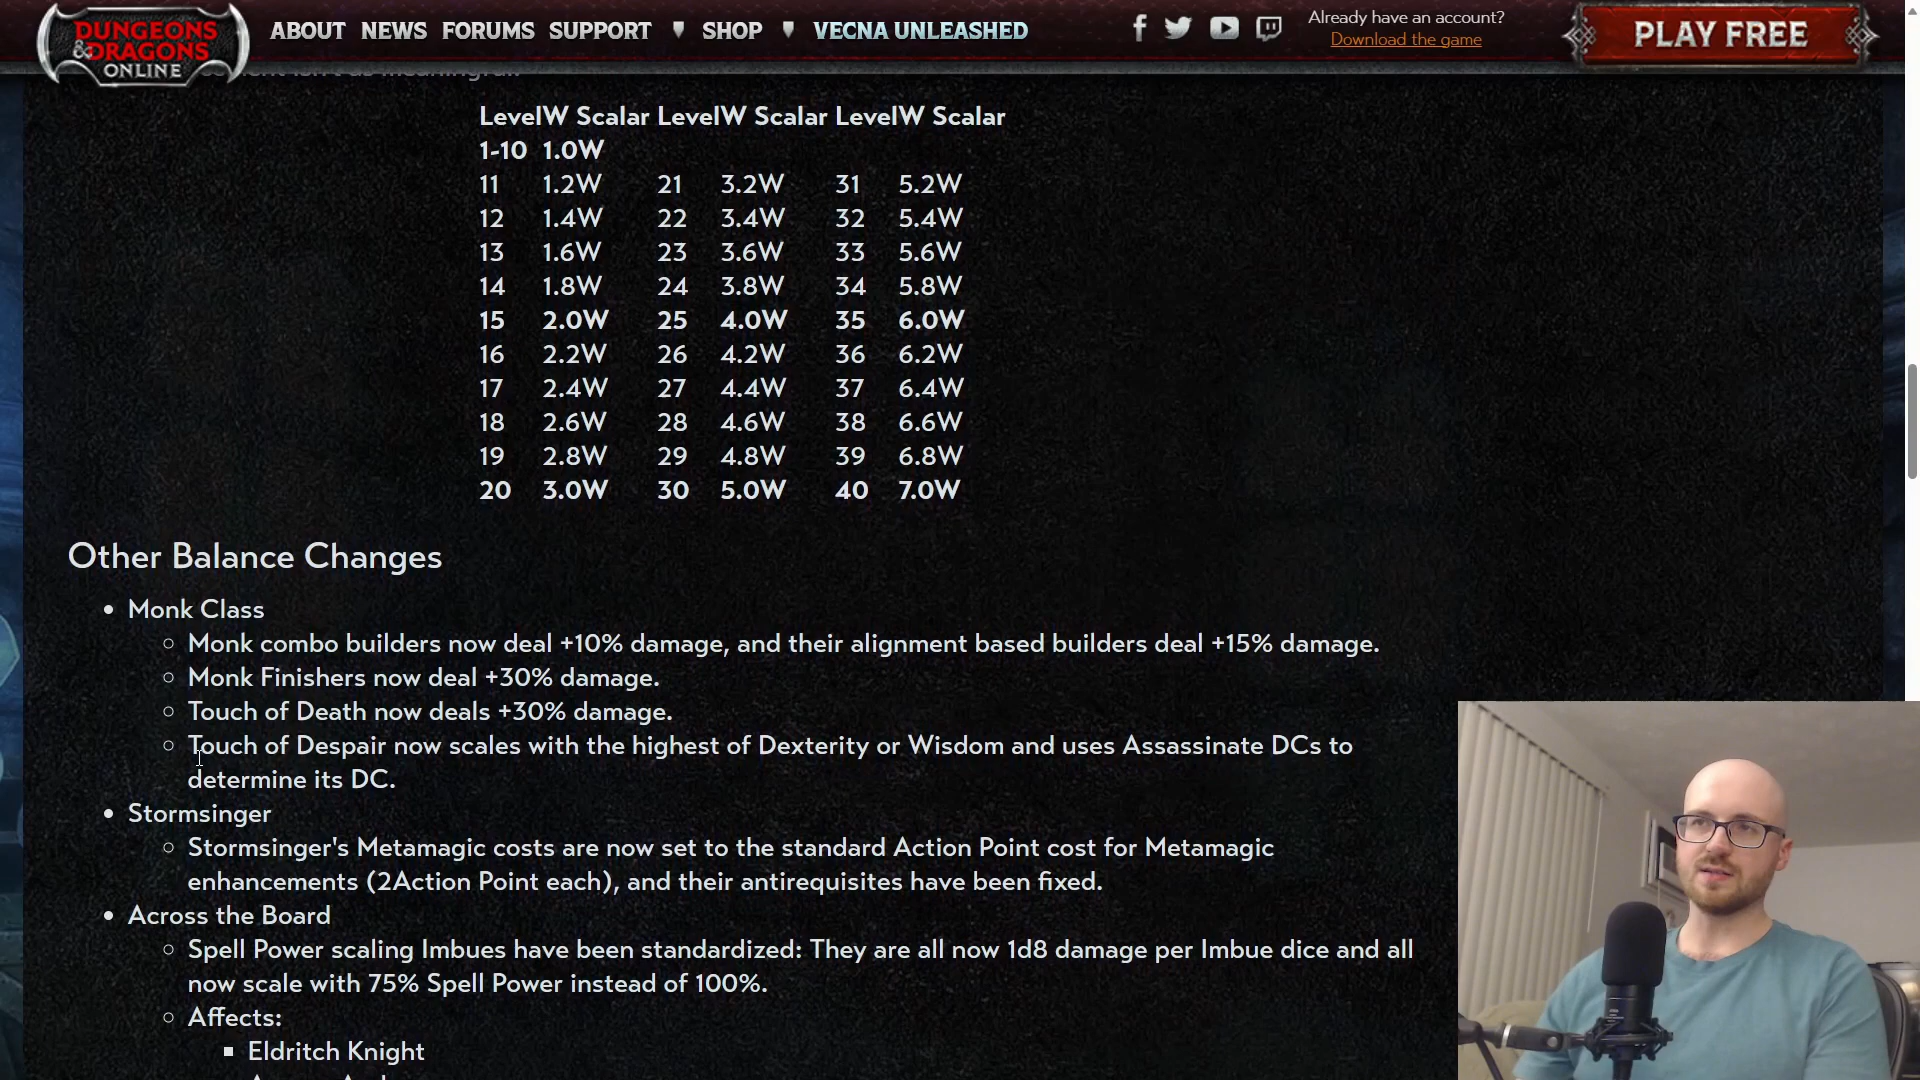 DUNGEONS & DRAGONS ONLINE
ABOUT NEWS FORUMS SUPPORT SHOP VECNA UNLEASHED
Already have an account?
Download the game
PLAY FREE
LevelW Scalar LevelW Scalar LevelW Scalar
1-10 1.0W
11 1.2W 21 3.2W 31 5.2W
12 1.4W 22 3.4W 32 5.4W
13 1.6W 23 3.6W 33 5.6W
14 1.8W 24 3.8W 34 5.8W
15 2.0W 25 4.0W 35 6.0W
16 2.2W 26 4.2W 36 6.2W
17 2.4W 27 4.4W 37 6.4W
18 2.6W 28 4.6W 38 6.6W
19 2.8W 29 4.8W 39 6.8W
20 3.0W 30 5.0W 40 7.0W
Other Balance Changes
Monk Class
Monk combo builders now deal +10% damage, and their alignment based builders deal +15% damage.
Monk Finishers now deal +30% damage.
Touch of Death now deals +30% damage.
Touch of Despair now scales with the highest of Dexterity or Wisdom and uses Assassinate DCs to
determine its DC.
Stormsinger
Stormsinger's Metamagic costs are now set to the standard Action Point cost for Metamagic
enhancements (2Action Point each), and their antirequisites have been fixed.
Across the Board
Spell Power scaling Imbues have been standardized: They are all now 1d8 damage per Imbue dice and all
now scale with 75% Spell Power instead of 100%.
Affects:
Eldritch Knight